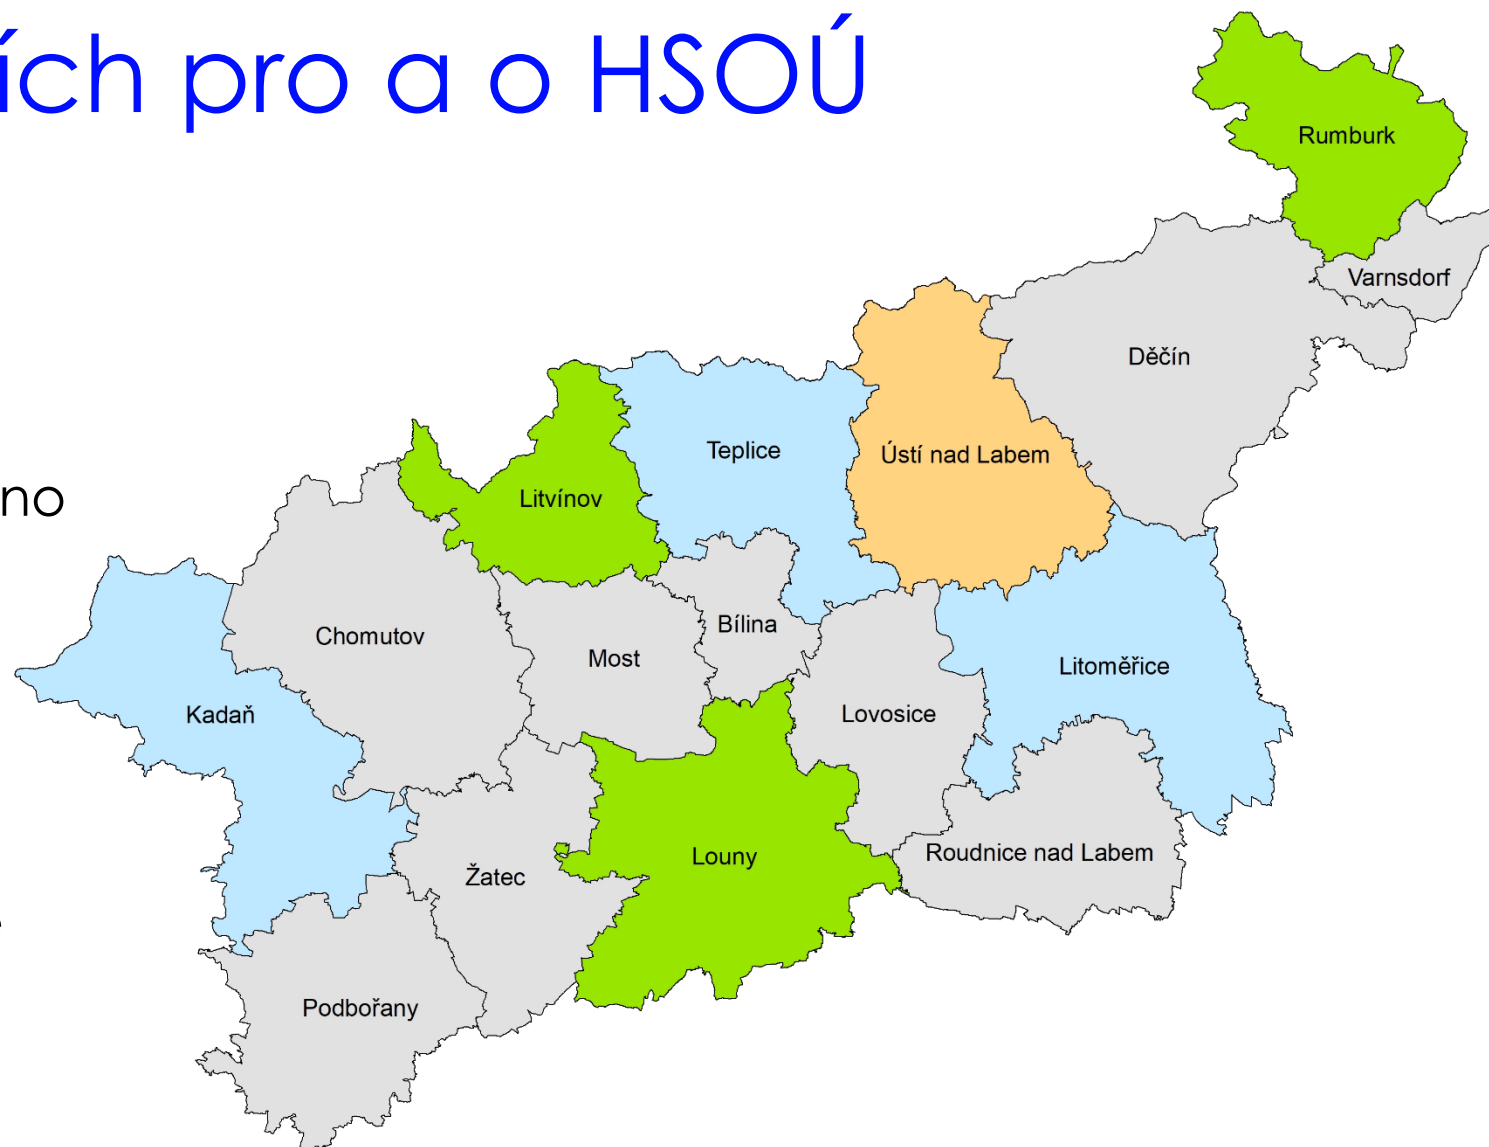 ích pro a o HSOÚ
Rumburk
Varnsdorf
Děčín
Teplice
Ústí nad Labem
Litvínov
no
Bílina
Chomutov
Most
Litoměřice
Kadaň
Lovosice
Roudnice nad Labem
Louny
Žatec
Podbořany